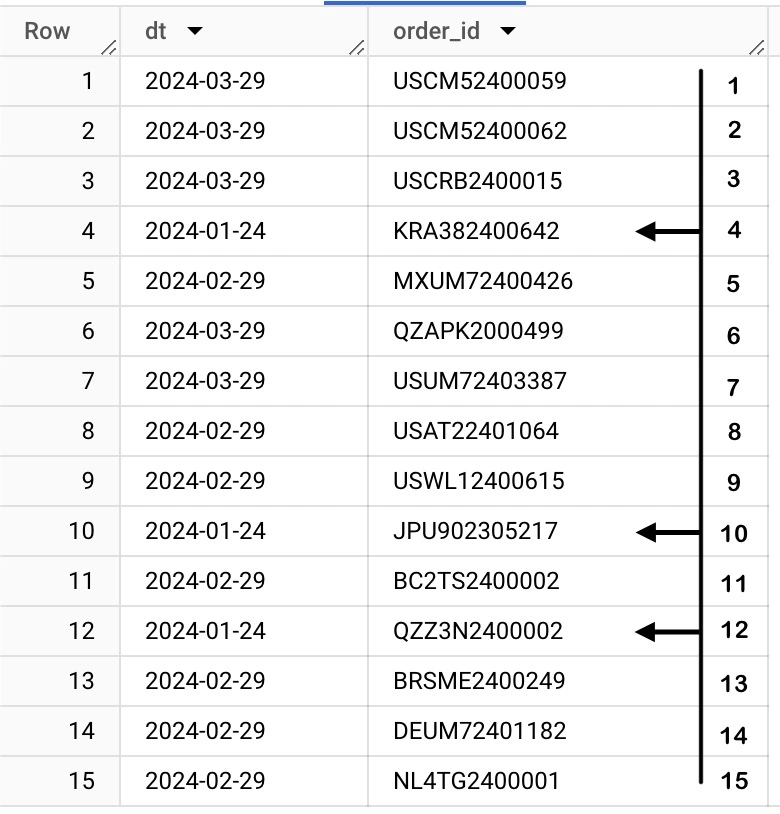 Row dt order_id
1 2024-03-29 USCM52400059 1
2 2024-03-29 USCM52400062 2
3 2024-03-29 USCRB2400015 3
4 2024-01-24 KRA382400642 4
5 2024-02-29 MXUM72400426 5
6 2024-03-29 QZAPK2000499 6
7 2024-03-29 USUM72403387 7
8 2024-02-29 USAT22401064 8
9 2024-02-29 USWL12400615 9
10 2024-01-24 JPU902305217 10
11 2024-02-29 BC2TS2400002 11
12 2024-01-24 QZZ3N2400002 12
13 2024-02-29 BRSME2400249 13
14 2024-02-29 DEUM72401182 14
15 2024-02-29 NL4TG2400001 15